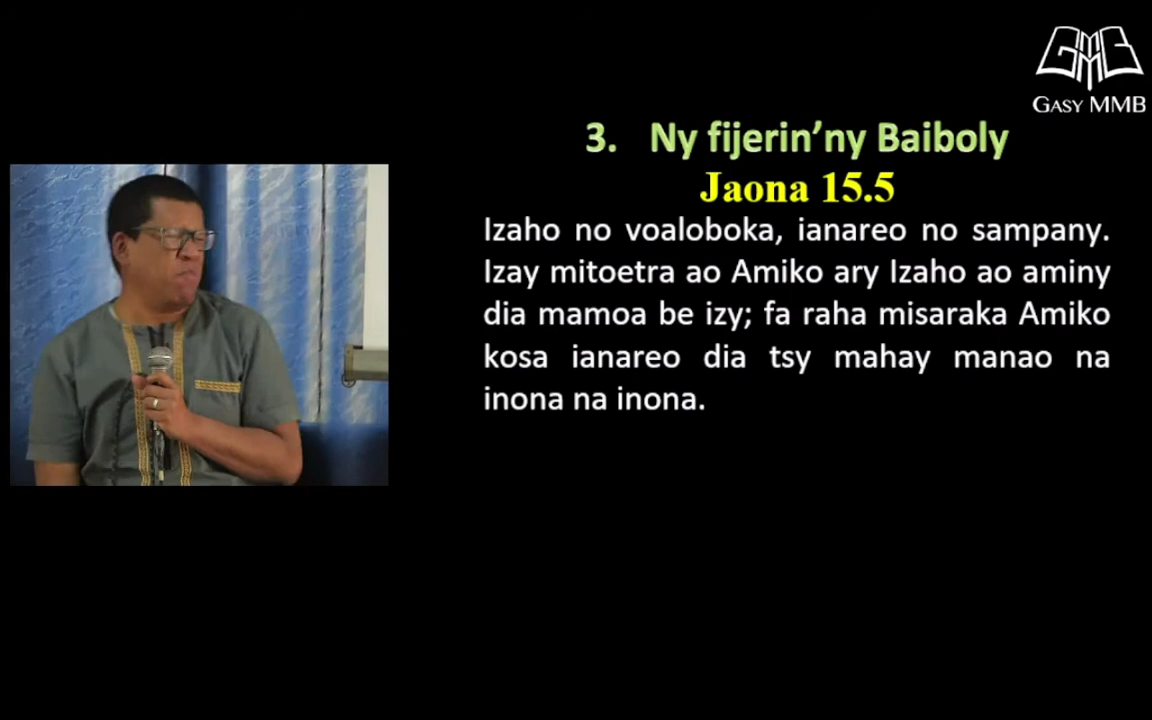 GMMB
GASY MMB
3. Ny fijerin’ny Baiboly
Jaona 15.5
Izaho no voaloboka, ianareo no sampany.
Izay mitoetra ao Amiko ary Izaho ao aminy
dia mamoa be izy; fa raha misaraka Amiko
kosa ianareo dia tsy mahay manao na
inona na inona.